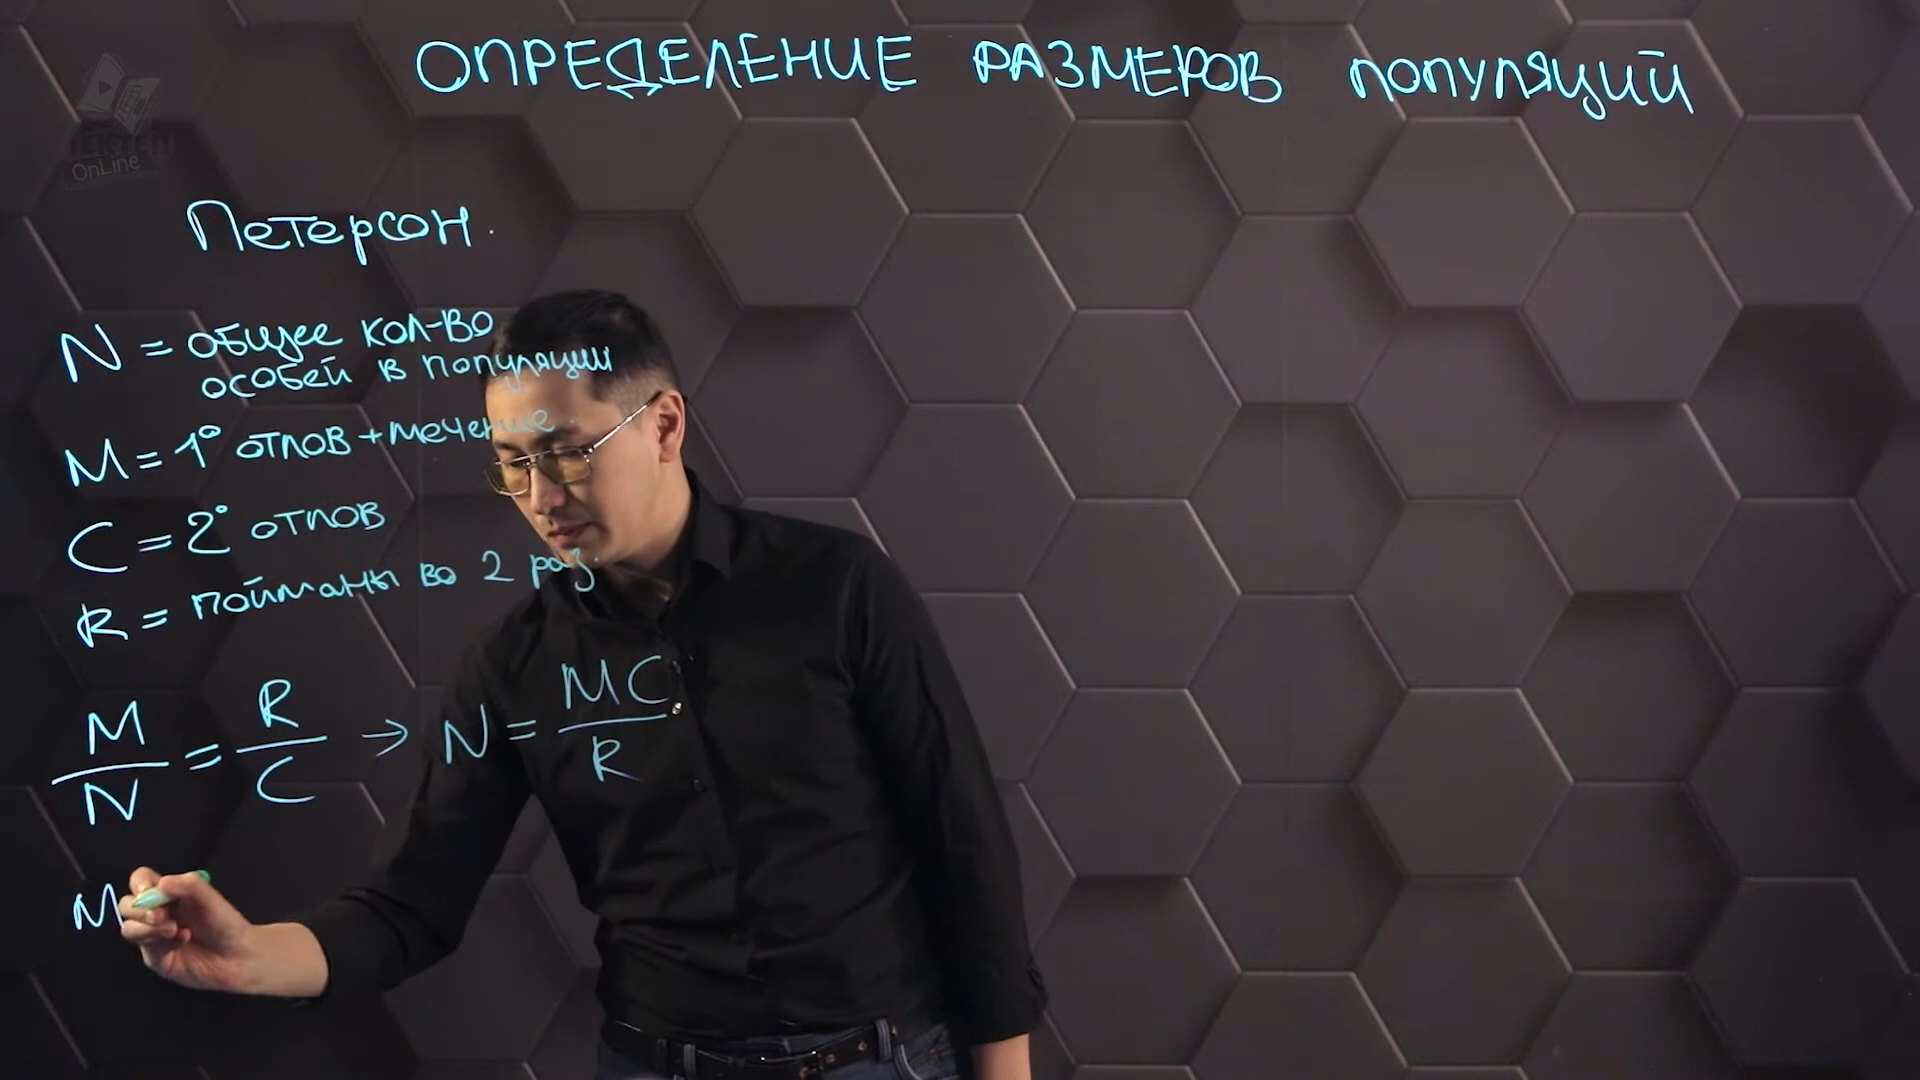 ОПРЕДЕЛЕНИЕ РАЗМЕРОВ ПОПУЛЯЦИЙ
OnLine
Петерсон.
N = общее кол-во
особей в популяции
M = 1° отлов + мечение
C = 2° отлов
R = пойманы во 2 раз.
M/N = R/C → N = MC/R
M